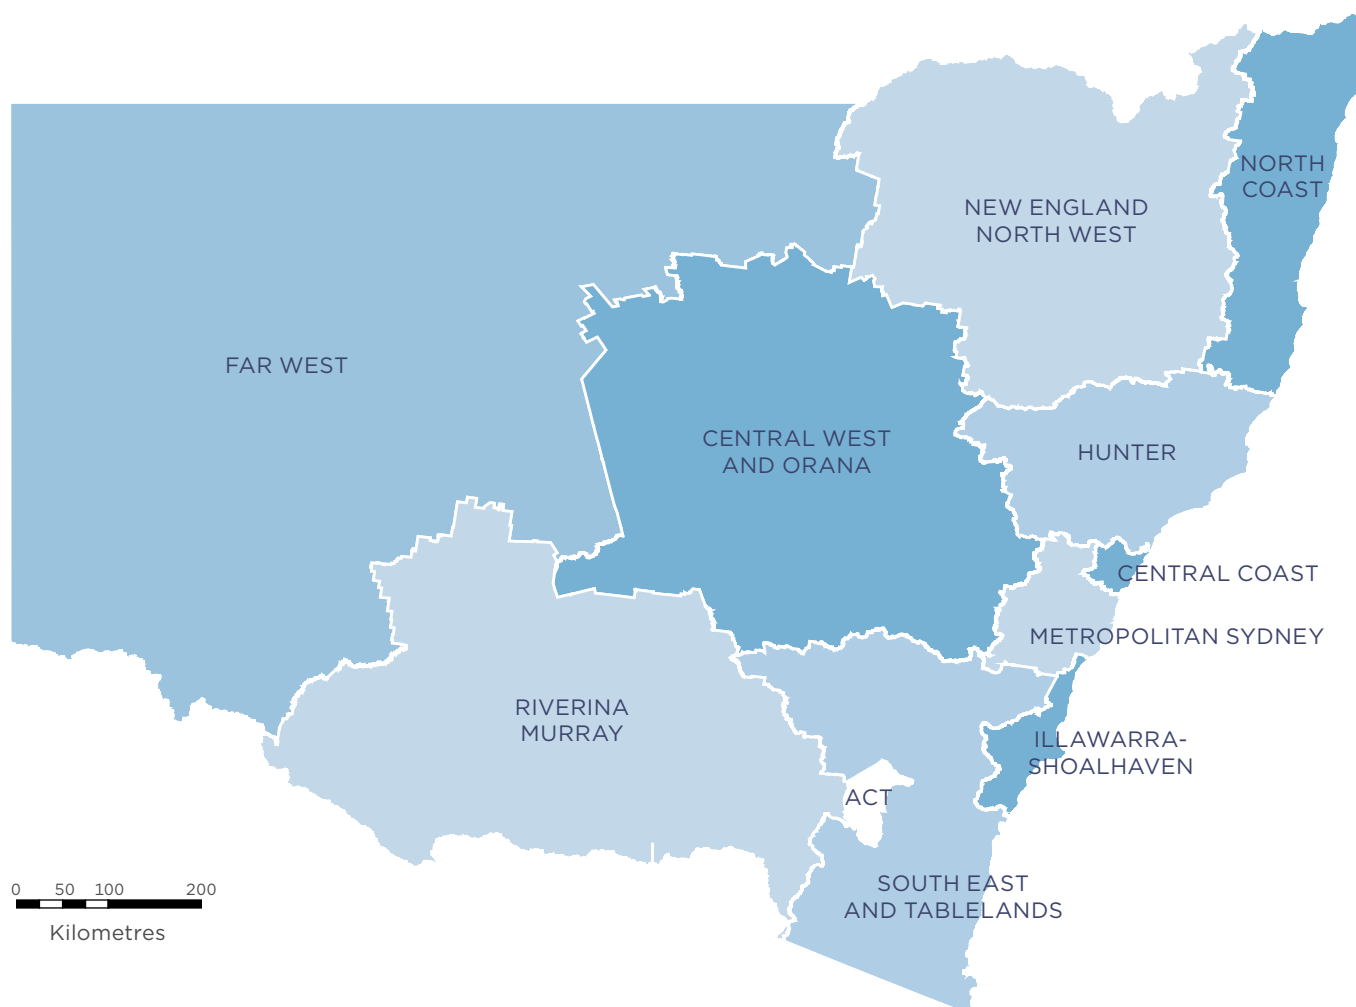 NORTH
COAST
NEW ENGLAND
NORTH WEST
FAR WEST
CENTRAL WEST
AND ORANA
HUNTER
CENTRAL COAST
METROPOLITAN SYDNEY
RIVERINA
MURRAY
ILLAWARRA-
SHOALHAVEN
ACT
SOUTH EAST
AND TABLELANDS
0 50 100 200
Kilometres